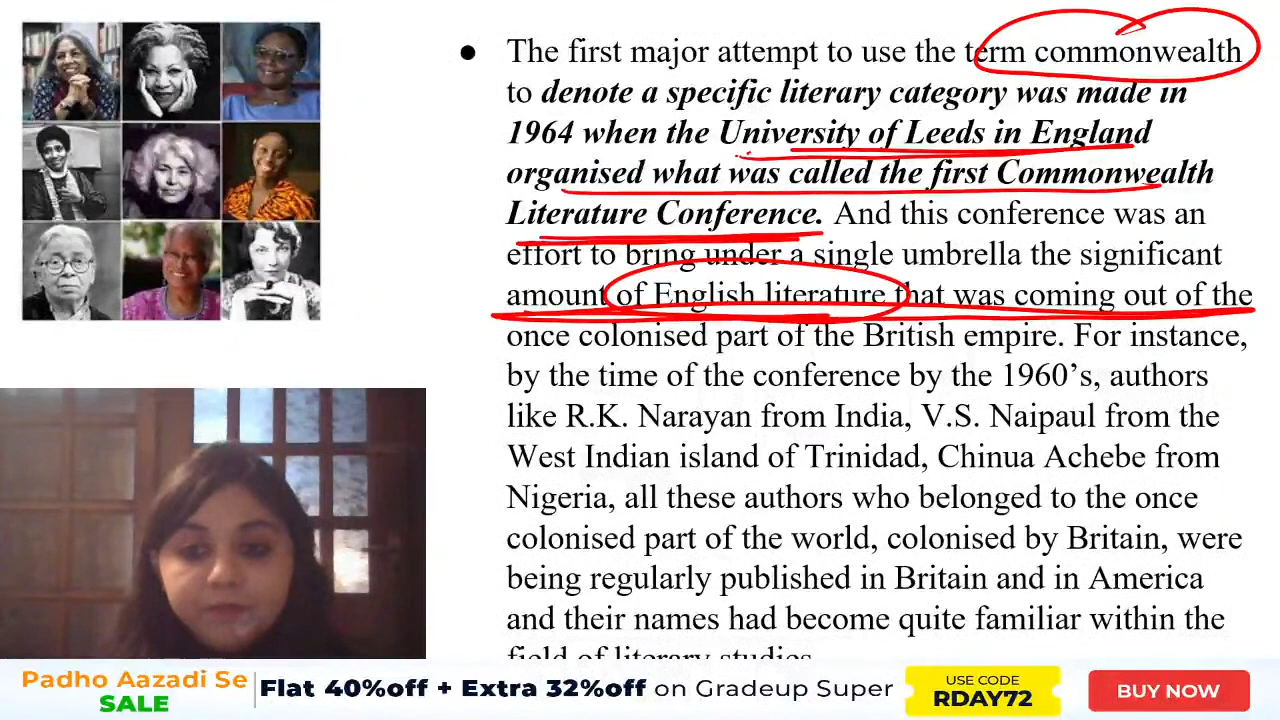 ● The first major attempt to use the term commonwealth
to denote a specific literary category was made in
1964 when the University of Leeds in England
organised what was called the first Commonwealth
Literature Conference. And this conference was an
effort to bring under a single umbrella the significant
amount of English literature that was coming out of the
once colonised part of the British empire. For instance,
by the time of the conference by the 1960’s, authors
like R.K. Narayan from India, V.S. Naipaul from the
West Indian island of Trinidad, Chinua Achebe from
Nigeria, all these authors who belonged to the once
colonised part of the world, colonised by Britain, were
being regularly published in Britain and in America
and their names had become quite familiar within the
field of literary studies.
Padho Aazadi Se
SALE
Flat 40%off + Extra 32%off on Gradeup Super
USE CODE
RDAY72
BUY NOW